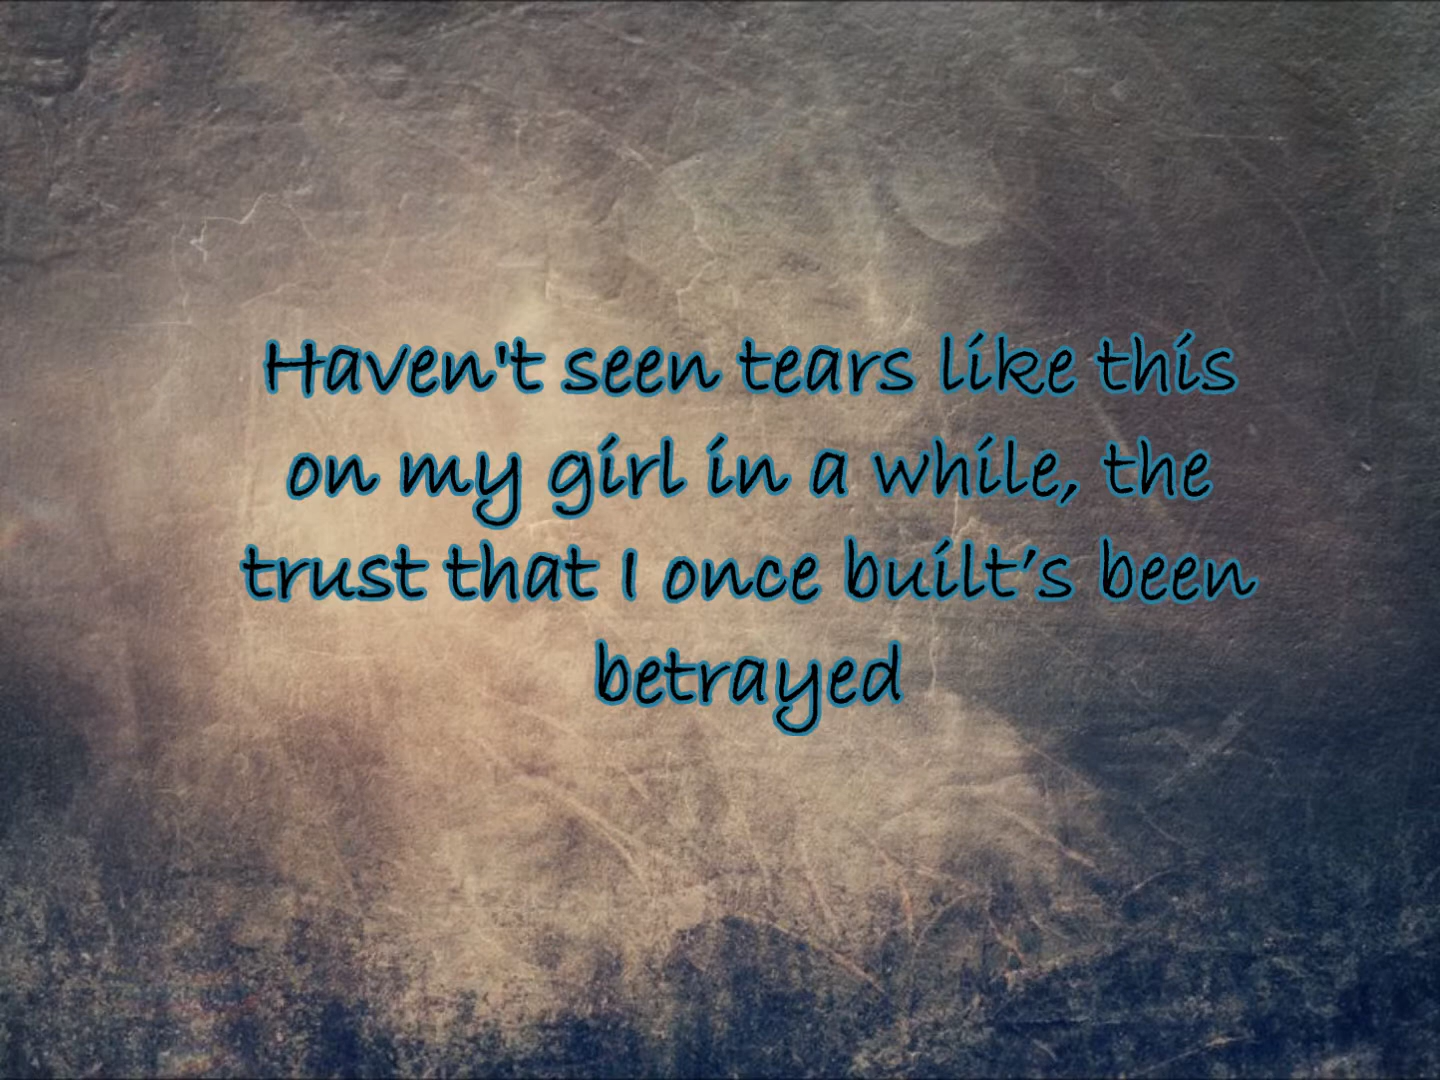 Haven't seen tears like this
on my girl in a while, the
trust that I once built’s been
betrayed